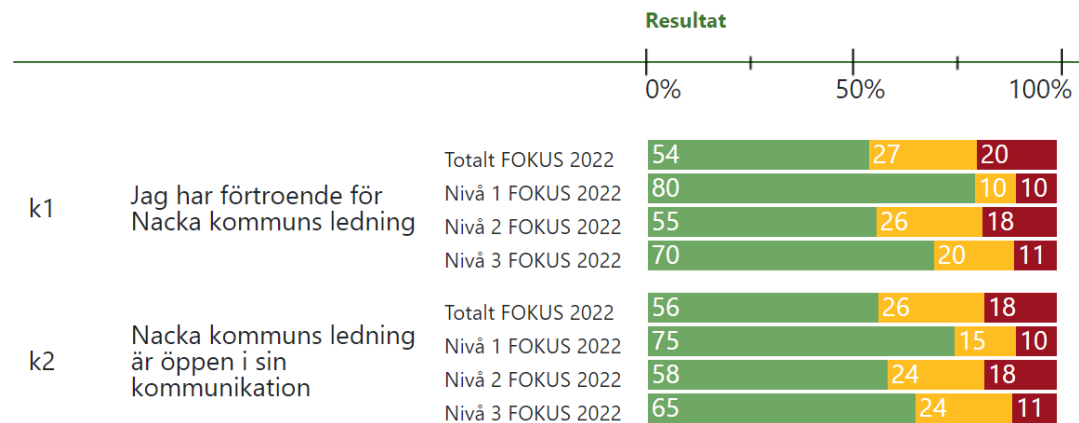 Resultat
0% 50% 100%
k1
Jag har förtroende för
Nacka kommuns ledning
Totalt FOKUS 2022 54 27 20
Nivå 1 FOKUS 2022 80 10 10
Nivå 2 FOKUS 2022 55 26 18
Nivå 3 FOKUS 2022 70 20 11
k2
Nacka kommuns ledning
är öppen i sin
kommunikation
Totalt FOKUS 2022 56 26 18
Nivå 1 FOKUS 2022 75 15 10
Nivå 2 FOKUS 2022 58 24 18
Nivå 3 FOKUS 2022 65 24 11